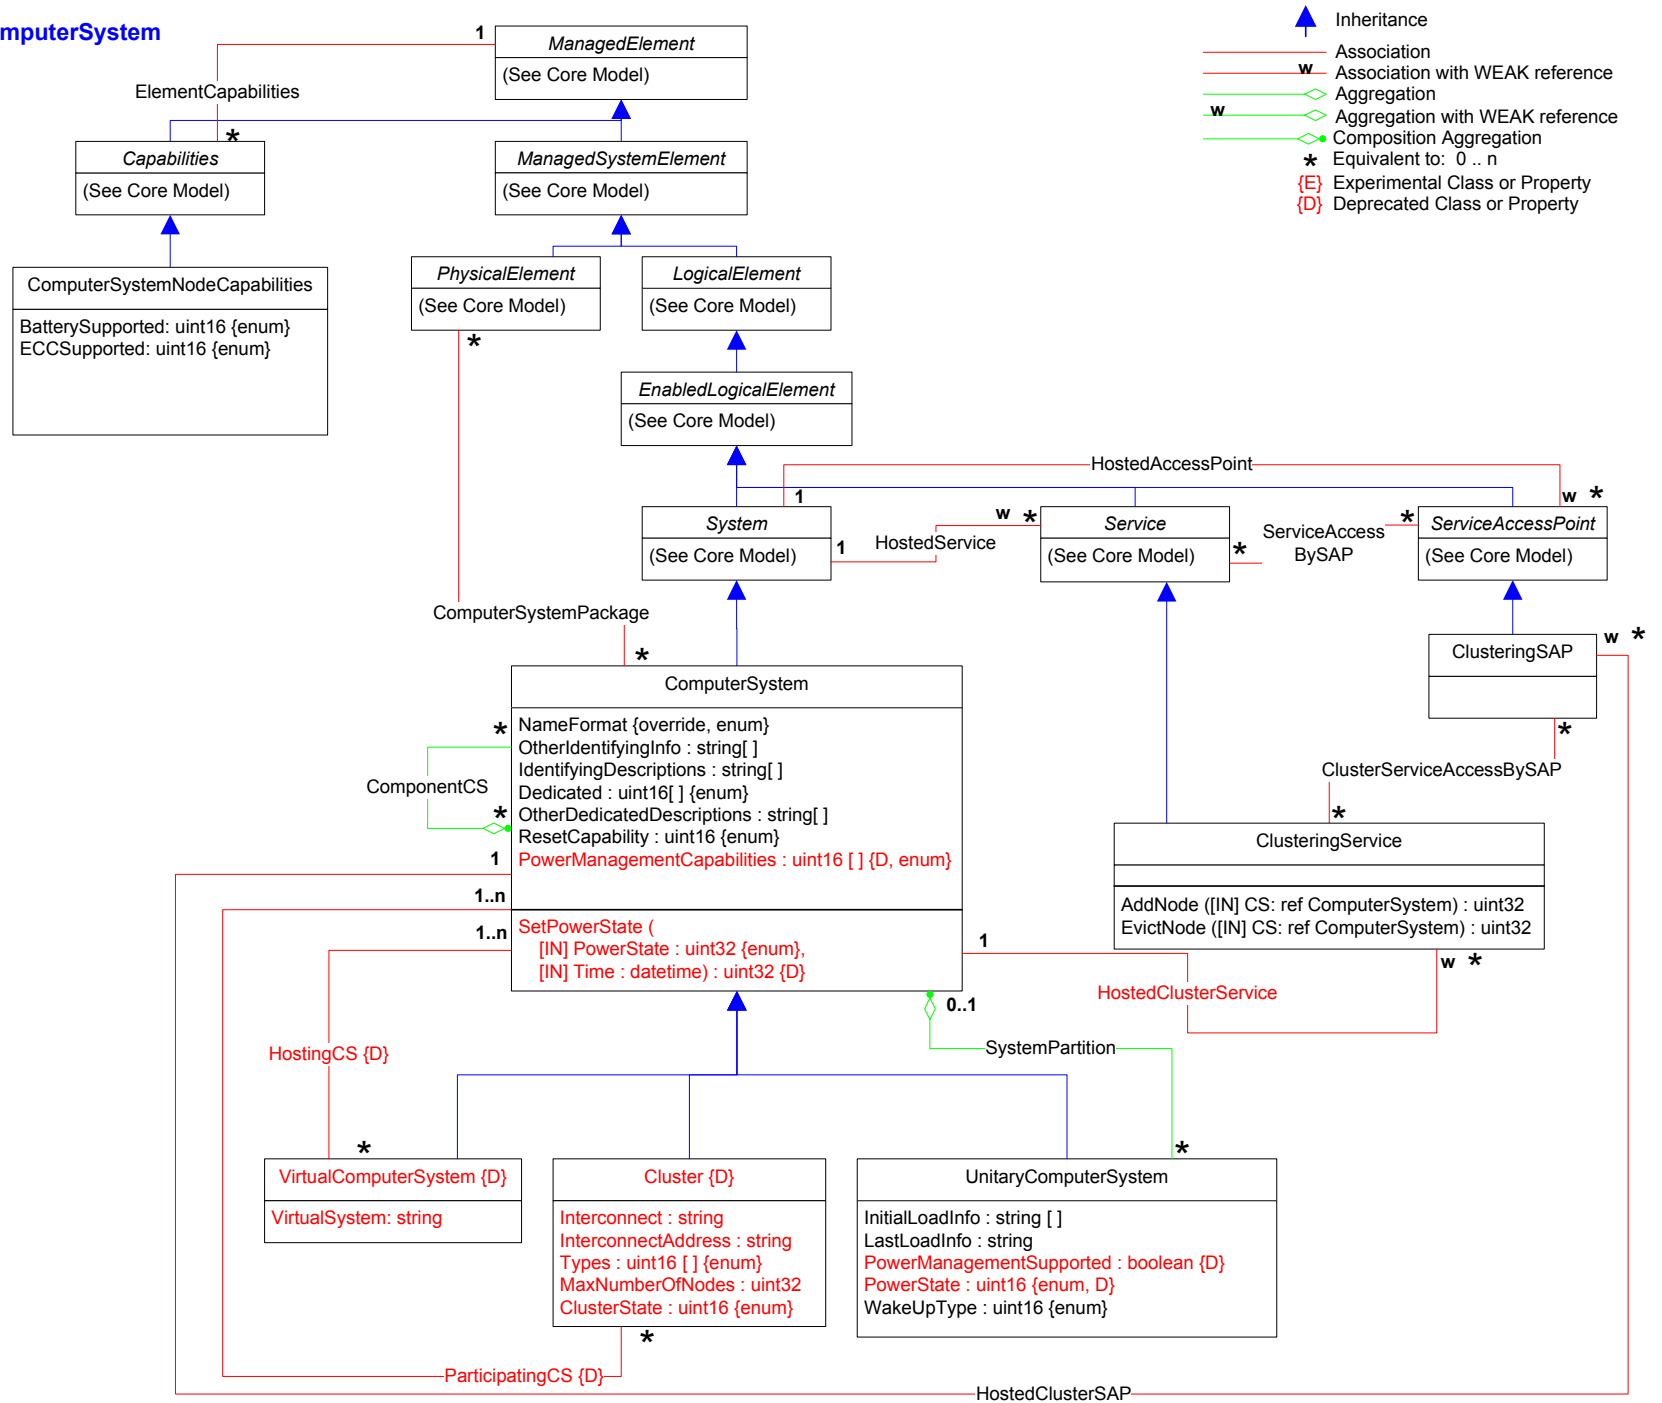 mputerSystem
Inheritance
Association
w
Association with WEAK reference
Aggregation
w
Aggregation with WEAK reference
Composition Aggregation
* Equivalent to: 0 .. n
{E} Experimental Class or Property
{D} Deprecated Class or Property
1
ManagedElement
(See Core Model)
ElementCapabilities
*
Capabilities
(See Core Model)
ManagedSystemElement
(See Core Model)
ComputerSystemNodeCapabilities
BatterySupported: uint16 {enum}
ECCSupported: uint16 {enum}
PhysicalElement
(See Core Model)
*
LogicalElement
(See Core Model)
EnabledLogicalElement
(See Core Model)
HostedAccessPoint
1
w *
System
(See Core Model)
1
HostedService
w *
Service
(See Core Model)
*
ServiceAccess
BySAP
*
ServiceAccessPoint
(See Core Model)
ComputerSystemPackage
*
w *
ClusteringSAP
*
ClusterServiceAccessBySAP
*
ComputerSystem
NameFormat {override, enum}
OtherIdentifyingInfo : string[ ]
IdentifyingDescriptions : string[ ]
Dedicated : uint16[ ] {enum}
OtherDedicatedDescriptions : string[ ]
ResetCapability : uint16 {enum}
PowerManagementCapabilities : uint16 [ ] {D, enum}
SetPowerState (
[IN] PowerState : uint32 {enum},
[IN] Time : datetime) : uint32 {D}
*
ComponentCS
*
1
1..n
1..n
ClusteringService
AddNode ([IN] CS: ref ComputerSystem) : uint32
EvictNode ([IN] CS: ref ComputerSystem) : uint32
1
w *
HostedClusterService
0..1
SystemPartition
HostingCS {D}
*
*
VirtualComputerSystem {D}
VirtualSystem: string
Cluster {D}
Interconnect : string
InterconnectAddress : string
Types : uint16 [ ] {enum}
MaxNumberOfNodes : uint32
ClusterState : uint16 {enum}
*
UnitaryComputerSystem
InitialLoadInfo : string [ ]
LastLoadInfo : string
PowerManagementSupported : boolean {D}
PowerState : uint16 {enum, D}
WakeUpType : uint16 {enum}
ParticipatingCS {D}
HostedClusterSAP